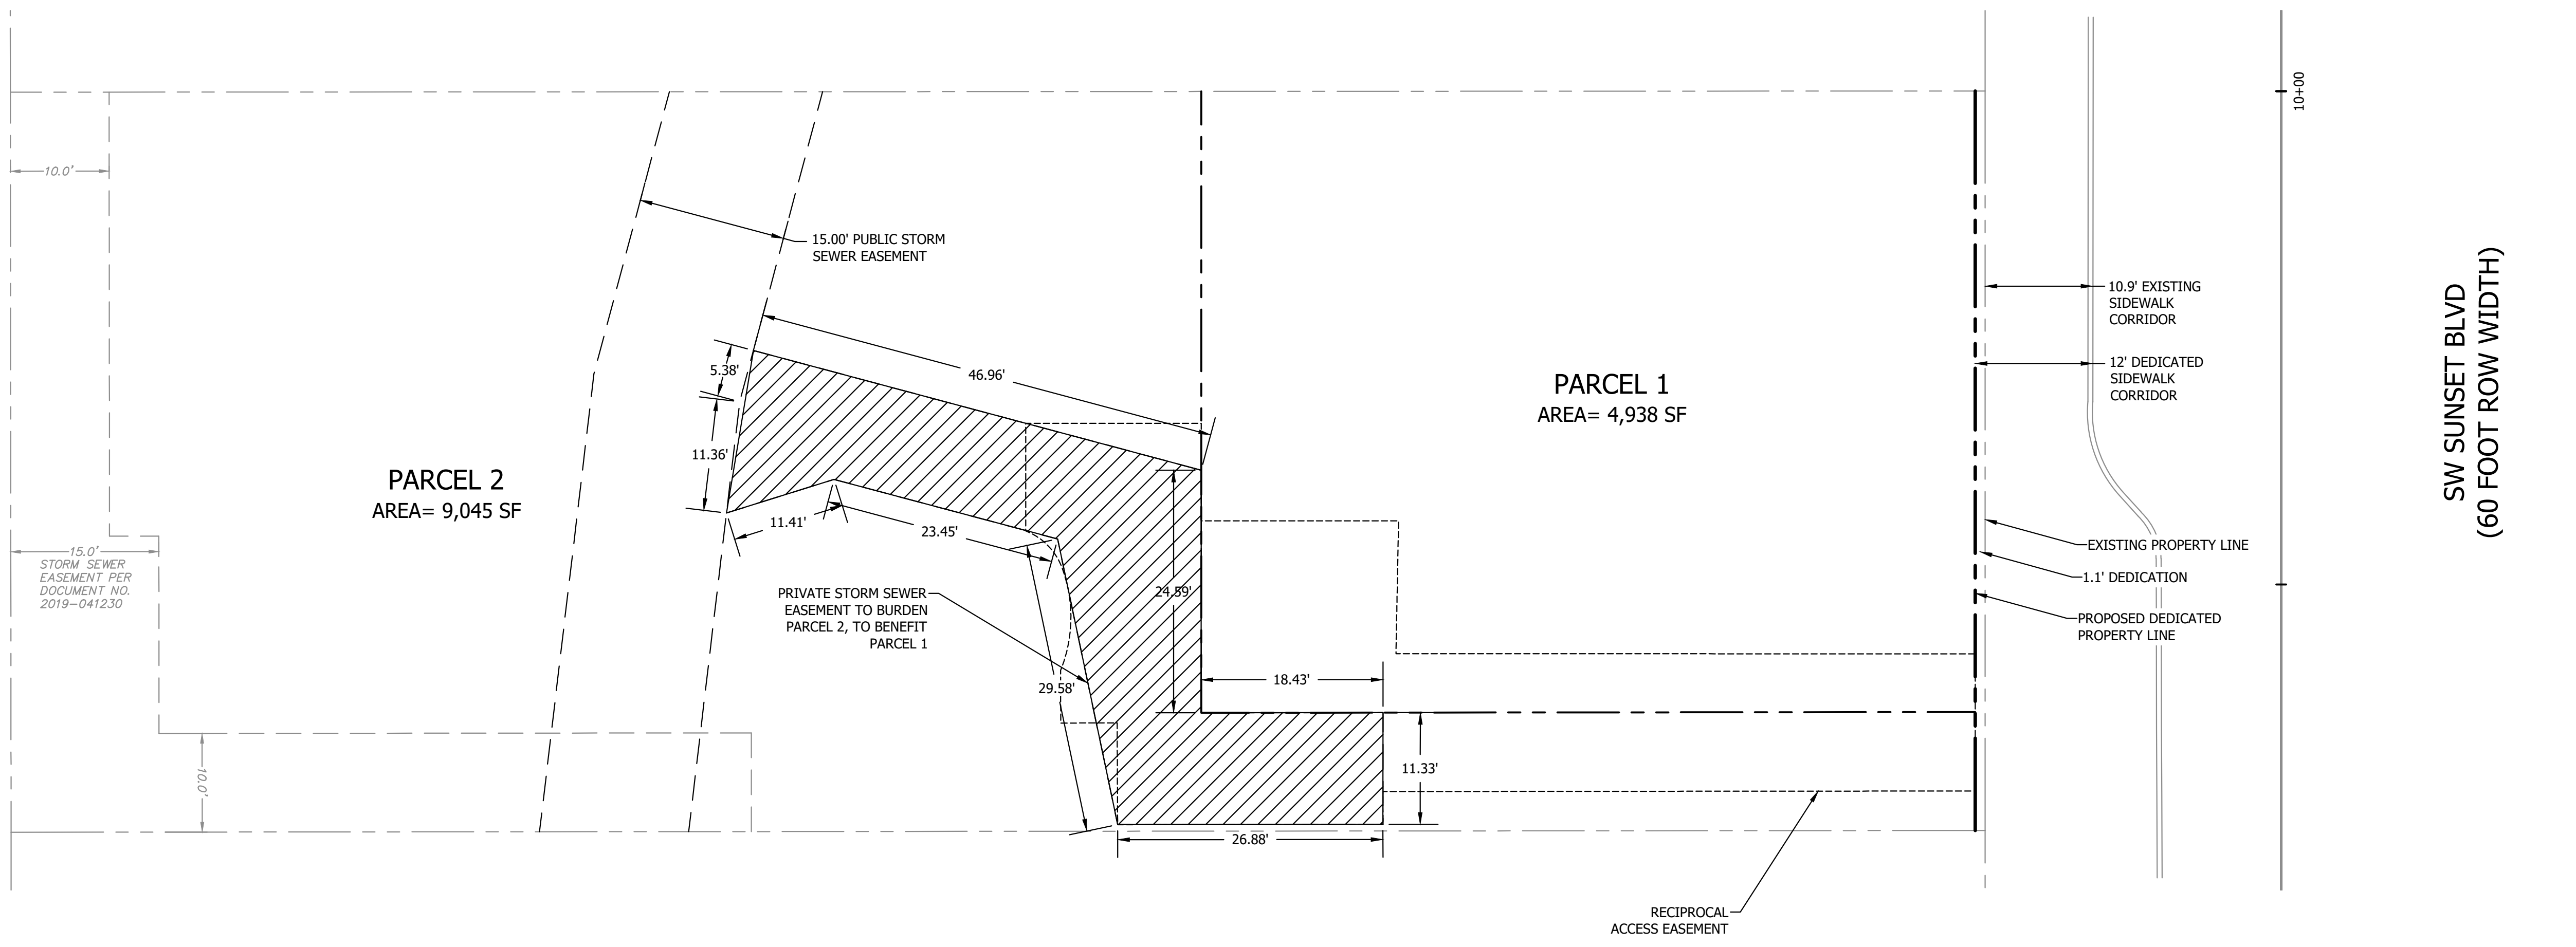 10+00
10.0'
15.00' PUBLIC STORM
SEWER EASEMENT
10.9' EXISTING
SIDEWALK
CORRIDOR
SW SUNSET BLVD
(60 FOOT ROW WIDTH)
12' DEDICATED
SIDEWALK
CORRIDOR
5.38'
46.96'
PARCEL 1
AREA= 4,938 SF
11.36'
PARCEL 2
AREA= 9,045 SF
11.41'
23.45'
EXISTING PROPERTY LINE
15.0'
STORM SEWER
EASEMENT PER
DOCUMENT NO.
2019-041230
1.1' DEDICATION
PRIVATE STORM SEWER
EASEMENT TO BURDEN
PARCEL 2, TO BENEFIT
PARCEL 1
24.59'
PROPOSED DEDICATED
PROPERTY LINE
29.58'
18.43'
11.33'
10.0'
26.88'
RECIPROCAL
ACCESS EASEMENT